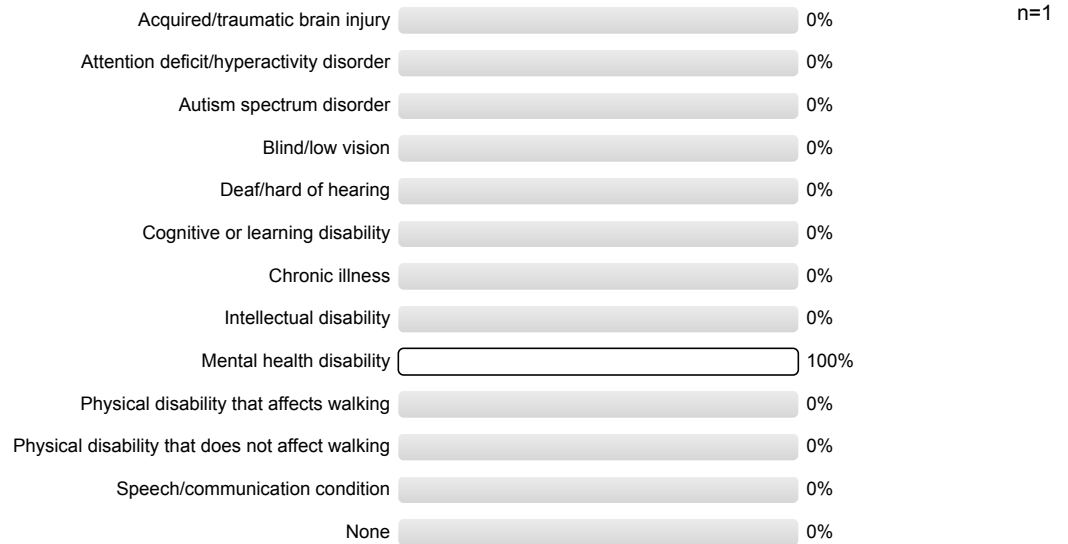 Acquired/traumatic brain injury 0% n=1
Attention deficit/hyperactivity disorder 0%
Autism spectrum disorder 0%
Blind/low vision 0%
Deaf/hard of hearing 0%
Cognitive or learning disability 0%
Chronic illness 0%
Intellectual disability 0%
Mental health disability 100%
Physical disability that affects walking 0%
Physical disability that does not affect walking 0%
Speech/communication condition 0%
None 0%